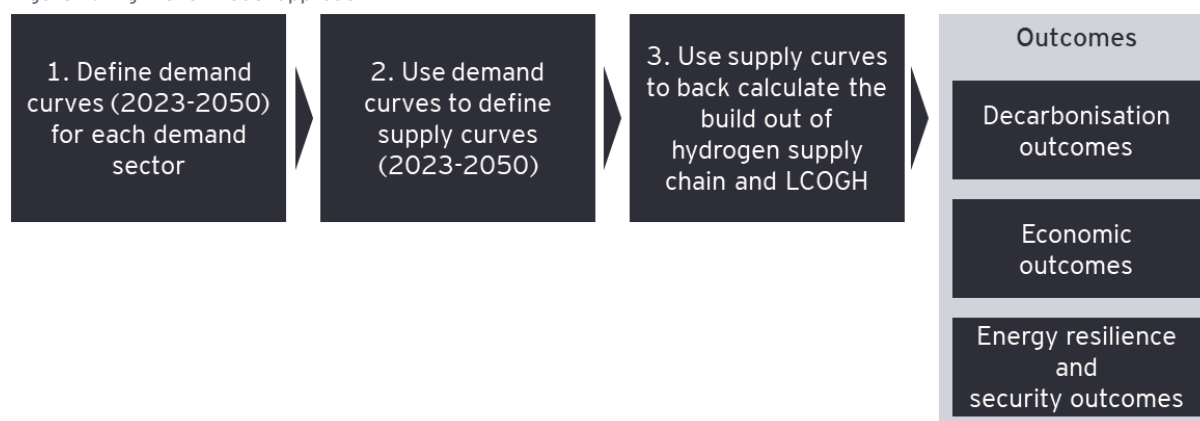 1. Define demand
curves (2023-2050)
for each demand
sector
2. Use demand
curves to define
supply curves
(2023-2050)
3. Use supply curves
to back calculate the
build out of
hydrogen supply
chain and LCOGH
Outcomes
Decarbonisation
outcomes
Economic
outcomes
Energy resilience
and
security outcomes